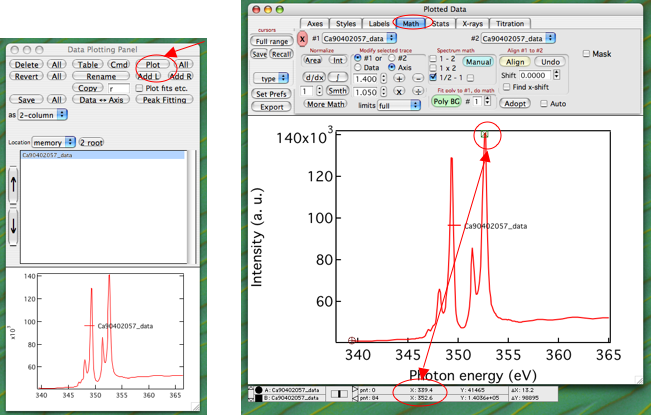 Data Plotting Panel
Delete All Table Cmd Plot All
Revert All Rename Add L Add R
Copy r Plot fits etc.
Save All Data ↔ Axis Peak Fitting
as 2-column
Location memory 2 root
Ca90402057_data
140
120
100
80
60
40
x10³
Ca90402057_data
340 345 350 355 360 365
Plotted Data
Axes Styles Labels Math Stats X-rays Titration
cursors
Full range
Save Recall
type
Set Prefs
Export
X #1 Ca90402057_data #2 Ca90402057_data
Normalize Modify selected trace Spectrum math Align #1 to #2
Area Int #1 or #2 1 - 2 Manual Align Undo Mask
Data Axis 1 x 2
d/dx ∫ 1.400 + - 1/2 - 1 Shift 0.0000
1 Smth 1.050 x ÷ Fit poly to #1, do math Find x-shift
More Math limits full Poly BG # 1 Adopt Auto
140x10³
120
100
80
60
Intensity (a. u.)
Ca90402057_data
340 345 350 355 360 365
Photon energy (eV)
A: Ca90402057_data pnt: 0 X: 339.4 Y: 41465 ΔX: 13.2
B: Ca90402057_data pnt: 84 X: 352.6 Y: 1.4036e+05 ΔY: 98895